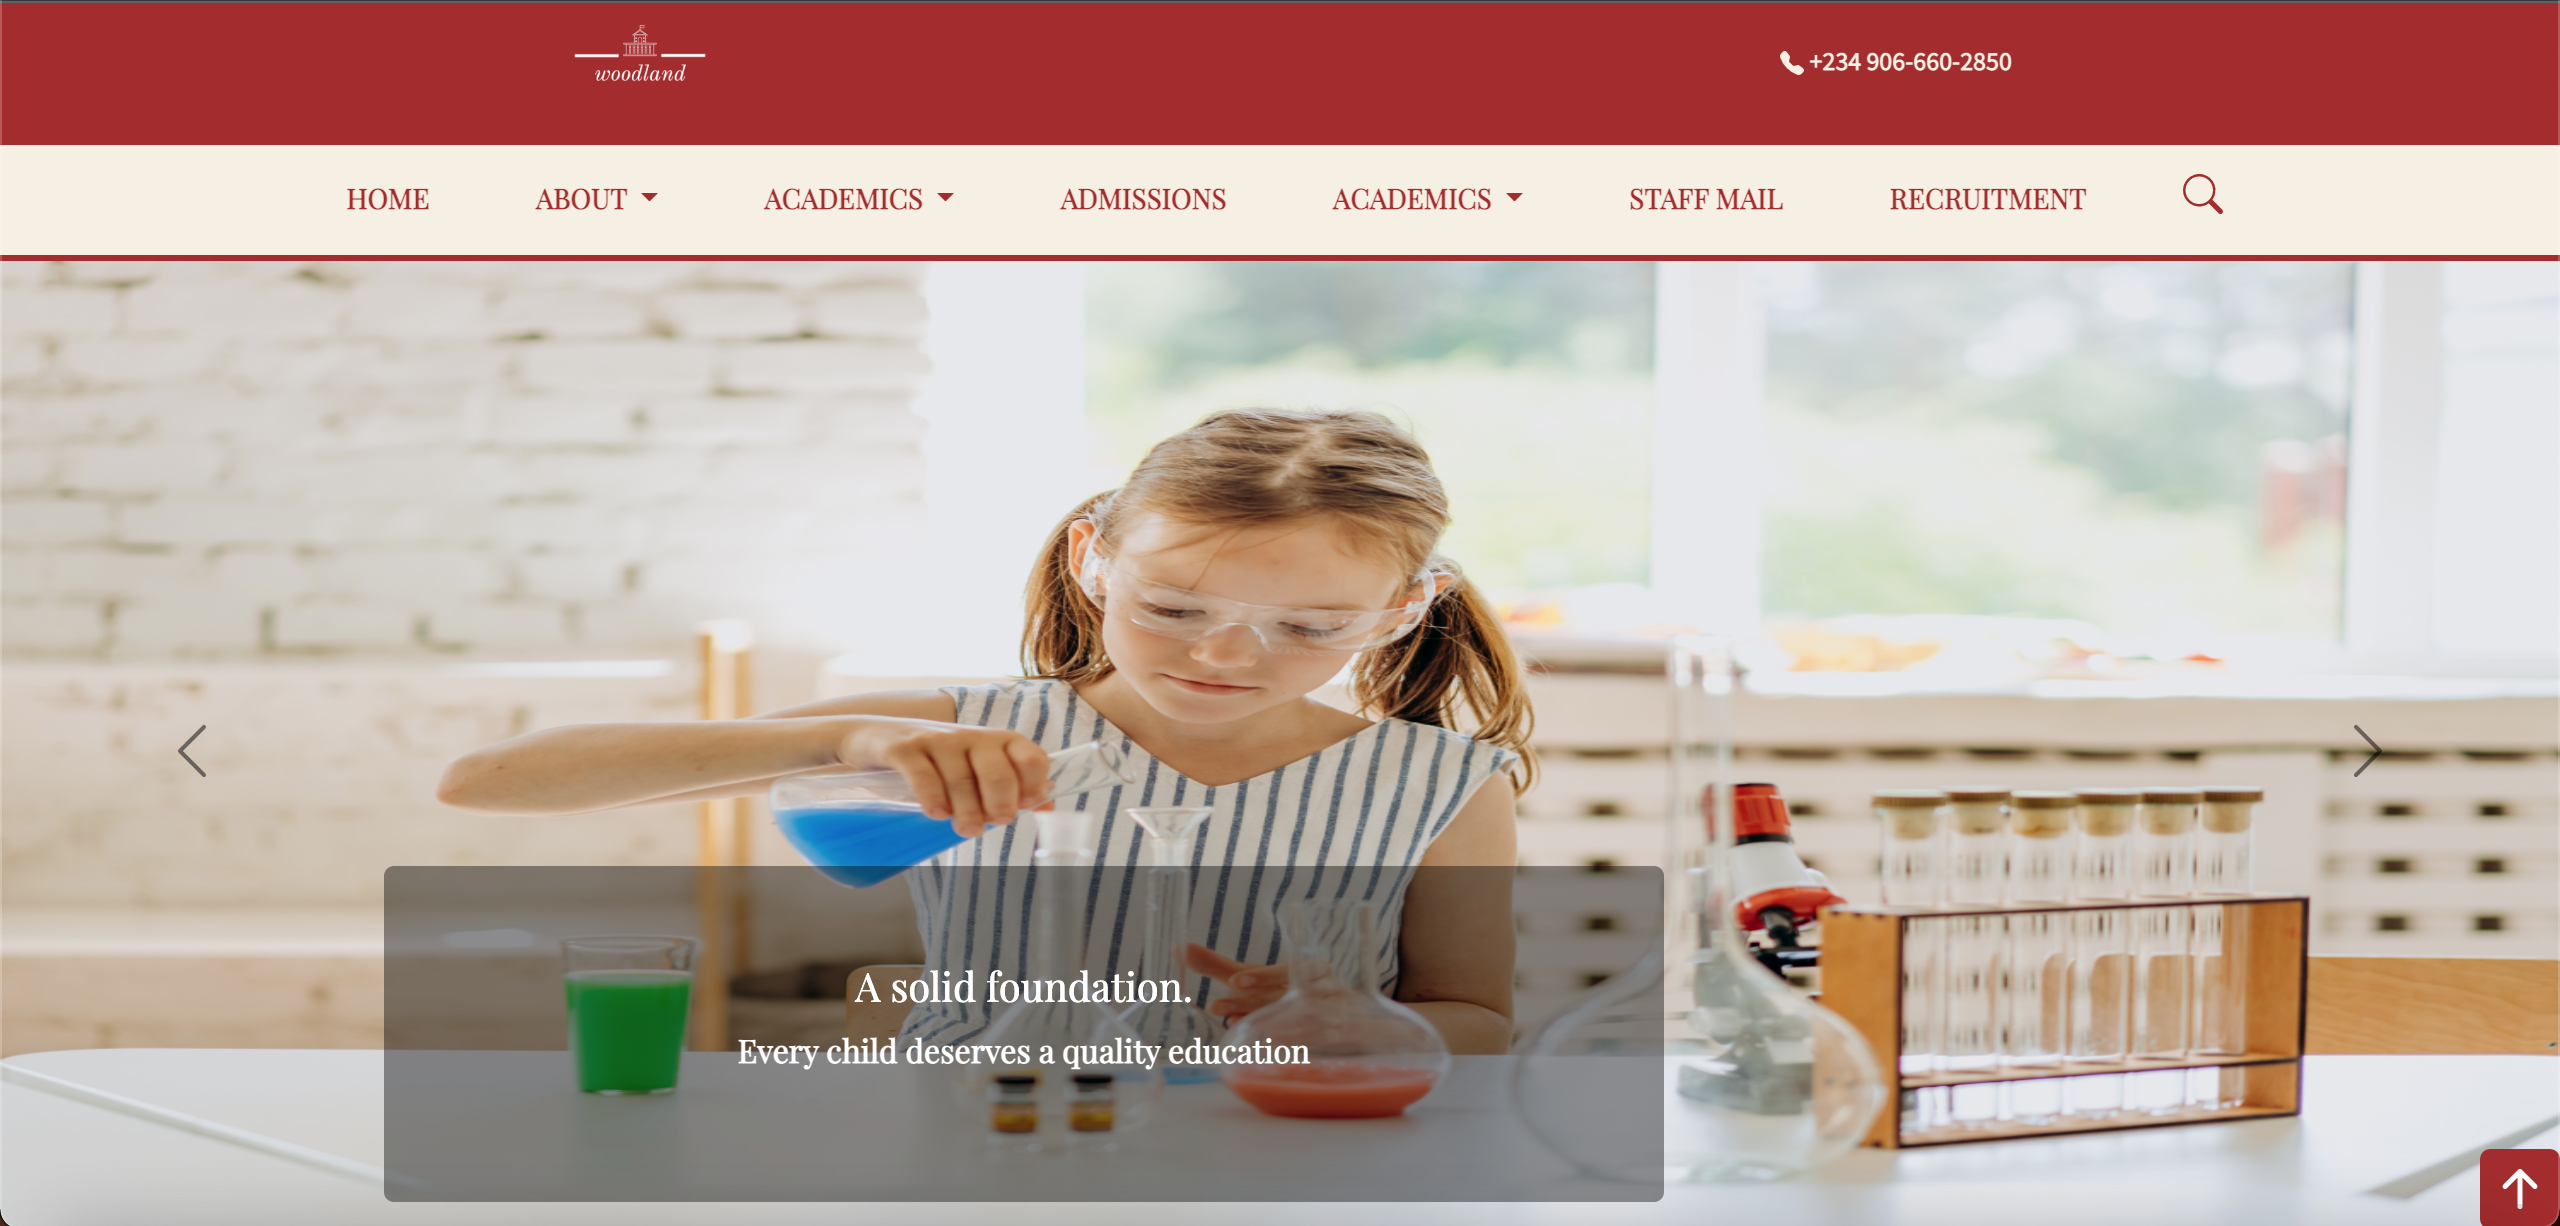 woodland
+234 906-660-2850
HOME ABOUT ACADEMICS ADMISSIONS ACADEMICS STAFF MAIL RECRUITMENT
A solid foundation.
Every child deserves a quality education